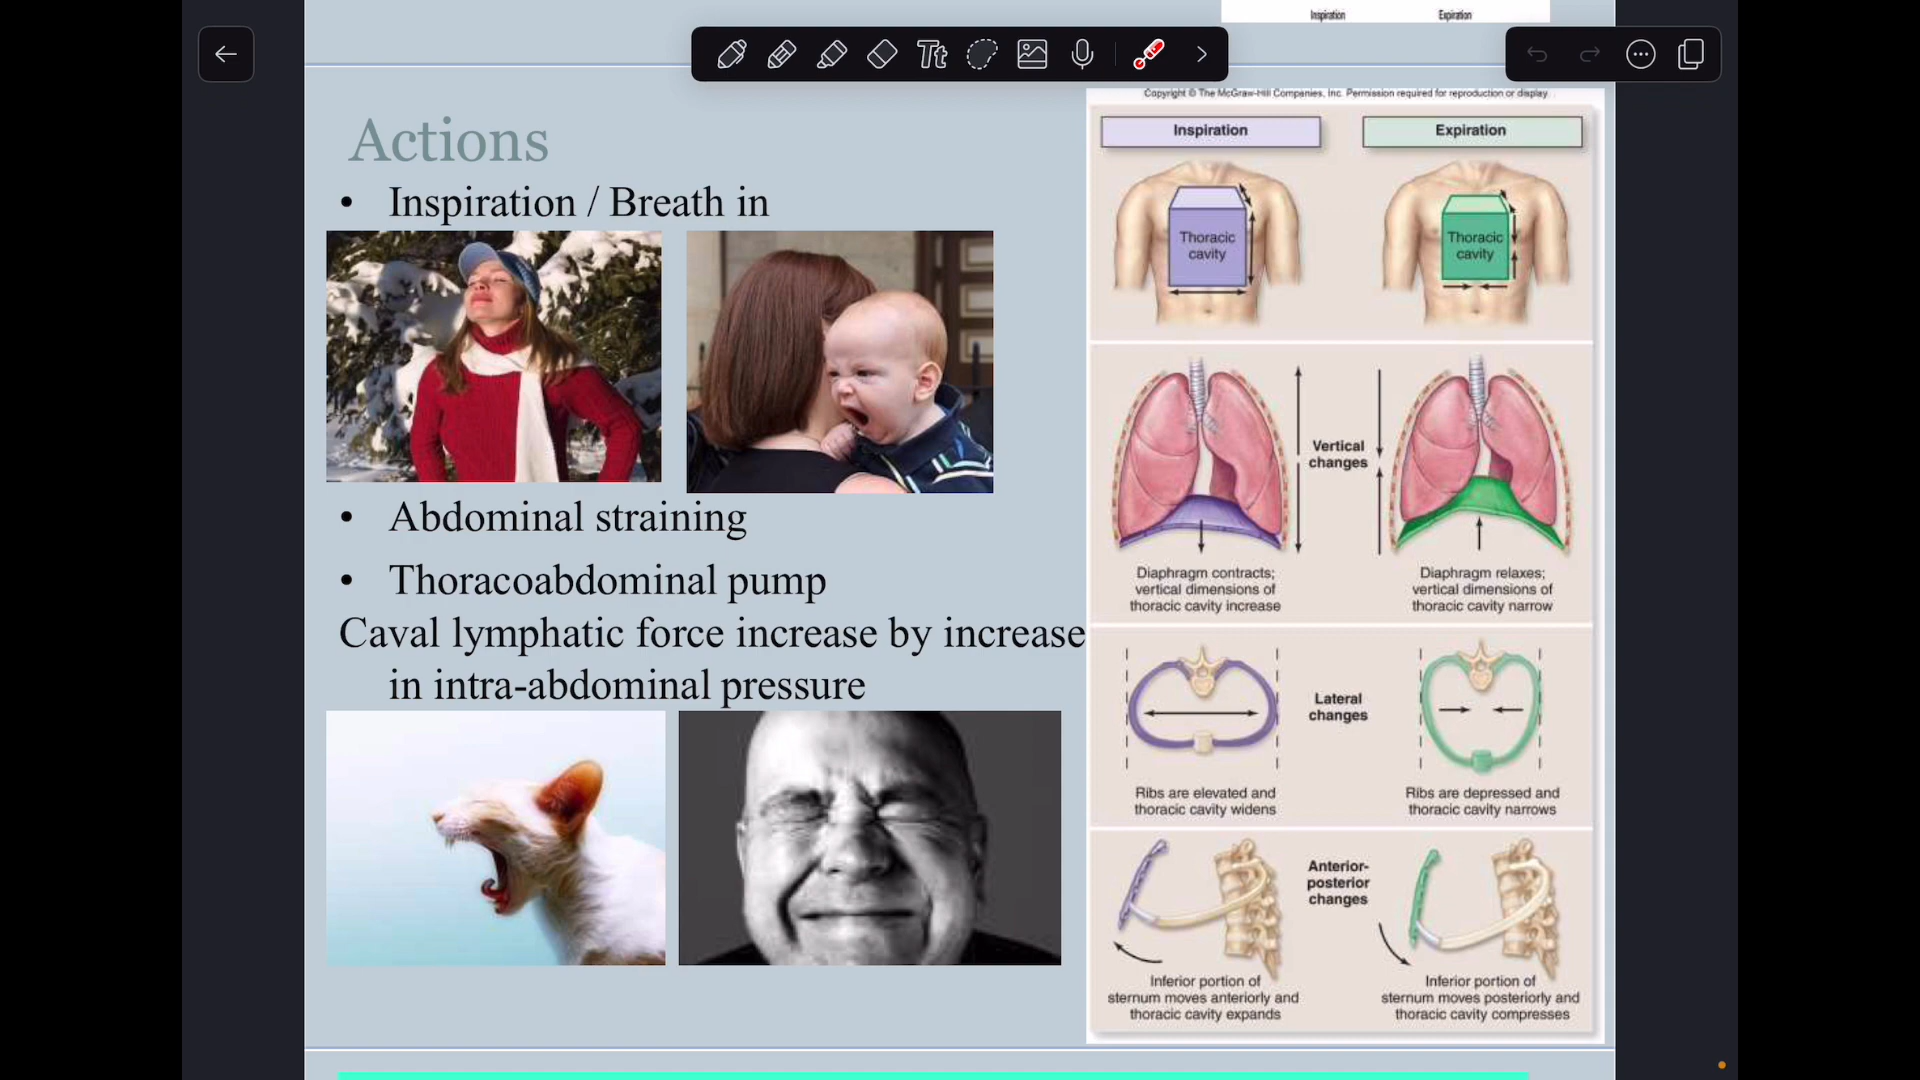 Inspiration
Expiration
Tt
Copyright © The McGraw-Hill Companies, Inc. Permission required for reproduction or display.
Actions
• Inspiration / Breath in
• Abdominal straining
• Thoracoabdominal pump
Caval lymphatic force increase by increase
in intra-abdominal pressure
Inspiration
Expiration
Thoracic
cavity
Thoracic
cavity
Vertical
changes
Diaphragm contracts;
vertical dimensions of
thoracic cavity increase
Diaphragm relaxes;
vertical dimensions of
thoracic cavity narrow
Lateral
changes
Ribs are elevated and
thoracic cavity widens
Ribs are depressed and
thoracic cavity narrows
Anterior-
posterior
changes
Inferior portion of
sternum moves anteriorly and
thoracic cavity expands
Inferior portion of
sternum moves posteriorly and
thoracic cavity compresses